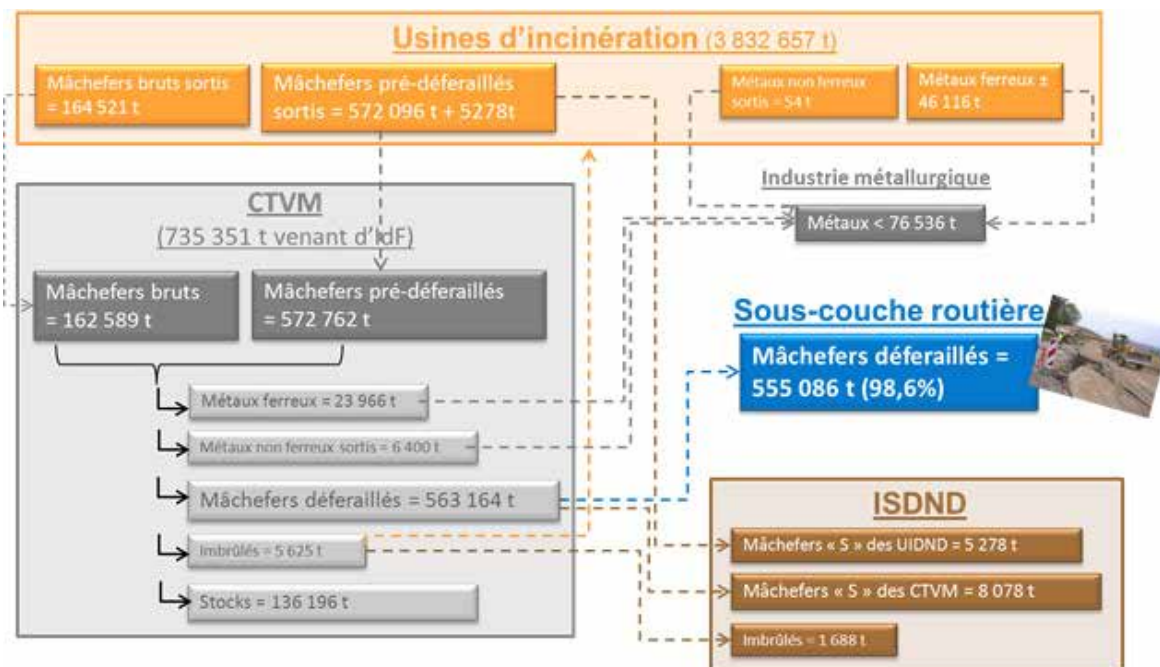 Usines d'incinération (3 832 657 t)
Mâchefers bruts sortis
= 164 521 t
Mâchefers pré-déferaillés
sortis = 572 096 t + 5278t
Métaux non ferreux
sortis = 54 t
Métaux ferreux ±
46 116 t
Industrie métallurgique
Métaux < 76 536 t
CTVM
(735 351 t venant d'IdF)
Mâchefers bruts
= 162 589 t
Mâchefers pré-déferaillés
= 572 762 t
Métaux ferreux = 23 966 t
Métaux non ferreux sortis = 6 400 t
Mâchefers déferaillés = 563 164 t
Imbrûlés = 5 625 t
Stocks = 136 196 t
Sous-couche routière
Mâchefers déferaillés =
555 086 t (98,6%)
ISDND
Mâchefers « S » des UIDND = 5 278 t
Mâchefers « S » des CTVM = 8 078 t
Imbrûlés = 1 688 t